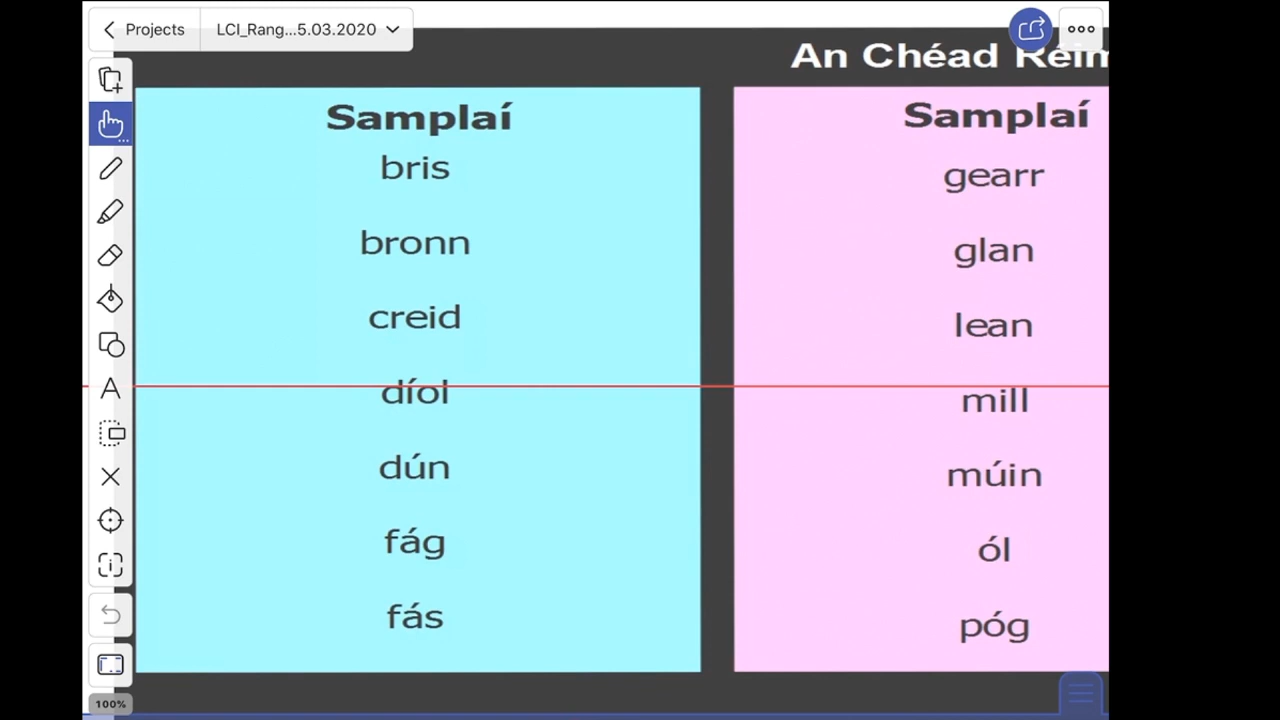 Projects
LCI_Rang...5.03.2020
An Chéad
Samplaí
bris
bronn
creid
díol
dún
fág
fás
Samplaí
gearr
glan
lean
mill
múin
ól
póg
100%